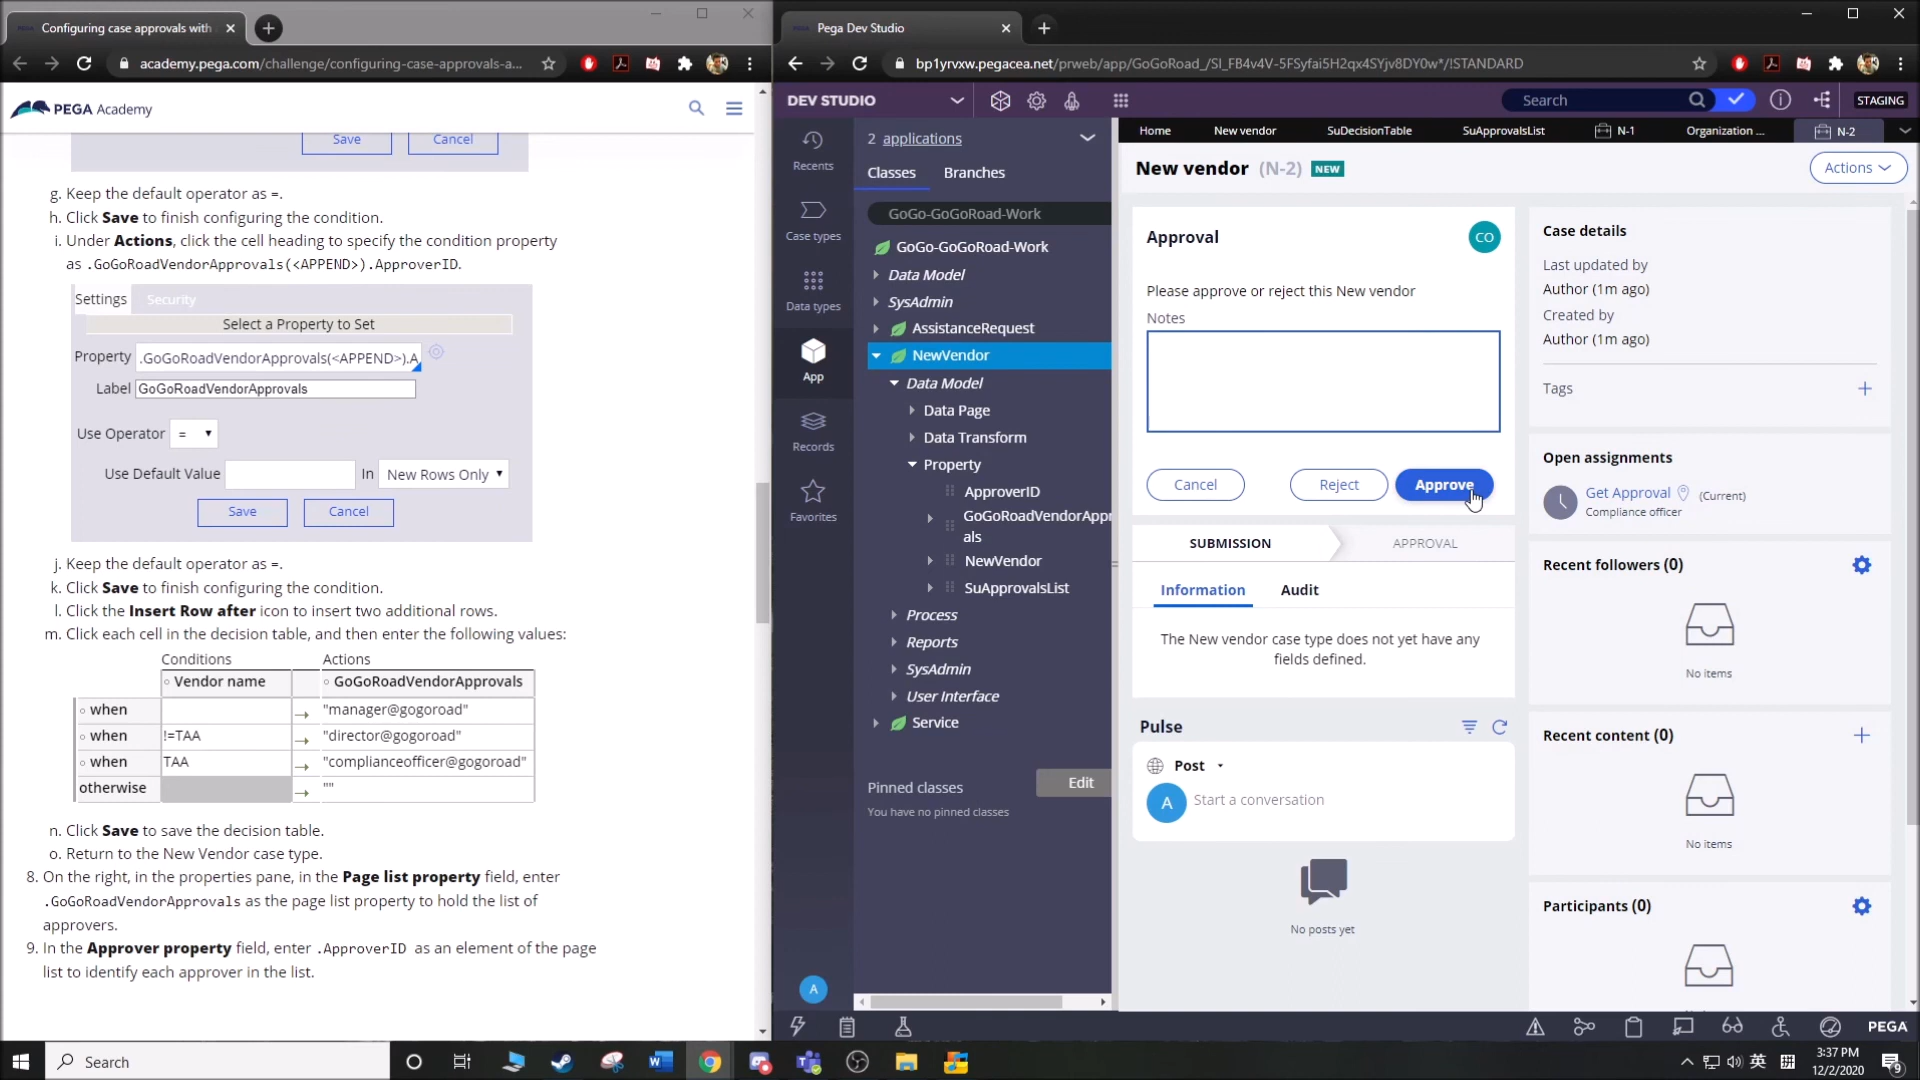 Configuring case approvals with
academy.pega.com/challenge/configuring-case-approvals-a...
PEGA Academy
Save
Cancel
g. Keep the default operator as =.
h. Click Save to finish configuring the condition.
i. Under Actions, click the cell heading to specify the condition property
as .GoGoRoadVendorApprovals(<APPEND>).ApproverID.
Settings
Security
Select a Property to Set
Property
.GoGoRoadVendorApprovals(<APPEND>).A
Label
GoGoRoadVendorApprovals
Use Operator
=
Use Default Value
In
New Rows Only
Save
Cancel
j. Keep the default operator as =.
k. Click Save to finish configuring the condition.
l. Click the Insert Row after icon to insert two additional rows.
m. Click each cell in the decision table, and then enter the following values:
Conditions
Actions
Vendor name
GoGoRoadVendorApprovals
when
"manager@gogoroad"
when
!=TAA
"director@gogoroad"
when
TAA
"complianceofficer@gogoroad"
otherwise
""
n. Click Save to save the decision table.
o. Return to the New Vendor case type.
8. On the right, in the properties pane, in the Page list property field, enter
.GoGoRoadVendorApprovals as the page list property to hold the list of
approvers.
9. In the Approver property field, enter .ApproverID as an element of the page
list to identify each approver in the list.
Pega Dev Studio
bp1yrvxw.pegacea.net/prweb/app/GoGoRoad_/SI_FB4v4V-5FSyfai5H2qx4SYjv8DY0w*/!STANDARD
DEV STUDIO
Search
STAGING
Recents
Case types
Data types
App
Records
Favorites
A
2 applications
Classes
Branches
GoGo-GoGoRoad-Work
GoGo-GoGoRoad-Work
Data Model
SysAdmin
AssistanceRequest
NewVendor
Data Model
Data Page
Data Transform
Property
ApproverID
GoGoRoadVendorAppr
als
NewVendor
SuApprovalsList
Process
Reports
SysAdmin
User Interface
Service
Pinned classes
Edit
You have no pinned classes
Home
New vendor
SuDecisionTable
SuApprovalsList
N-1
Organization ...
N-2
New vendor (N-2) NEW
Actions
Approval
CO
Please approve or reject this New vendor
Notes
Cancel
Reject
Approve
SUBMISSION
APPROVAL
Information
Audit
The New vendor case type does not yet have any
fields defined.
Pulse
Post
A
Start a conversation
No posts yet
Case details
Last updated by
Author (1m ago)
Created by
Author (1m ago)
Tags
Open assignments
Get Approval
(Current)
Compliance officer
Recent followers (0)
No items
Recent content (0)
No items
Participants (0)
PEGA
Search
英
3:37 PM
12/2/2020
9